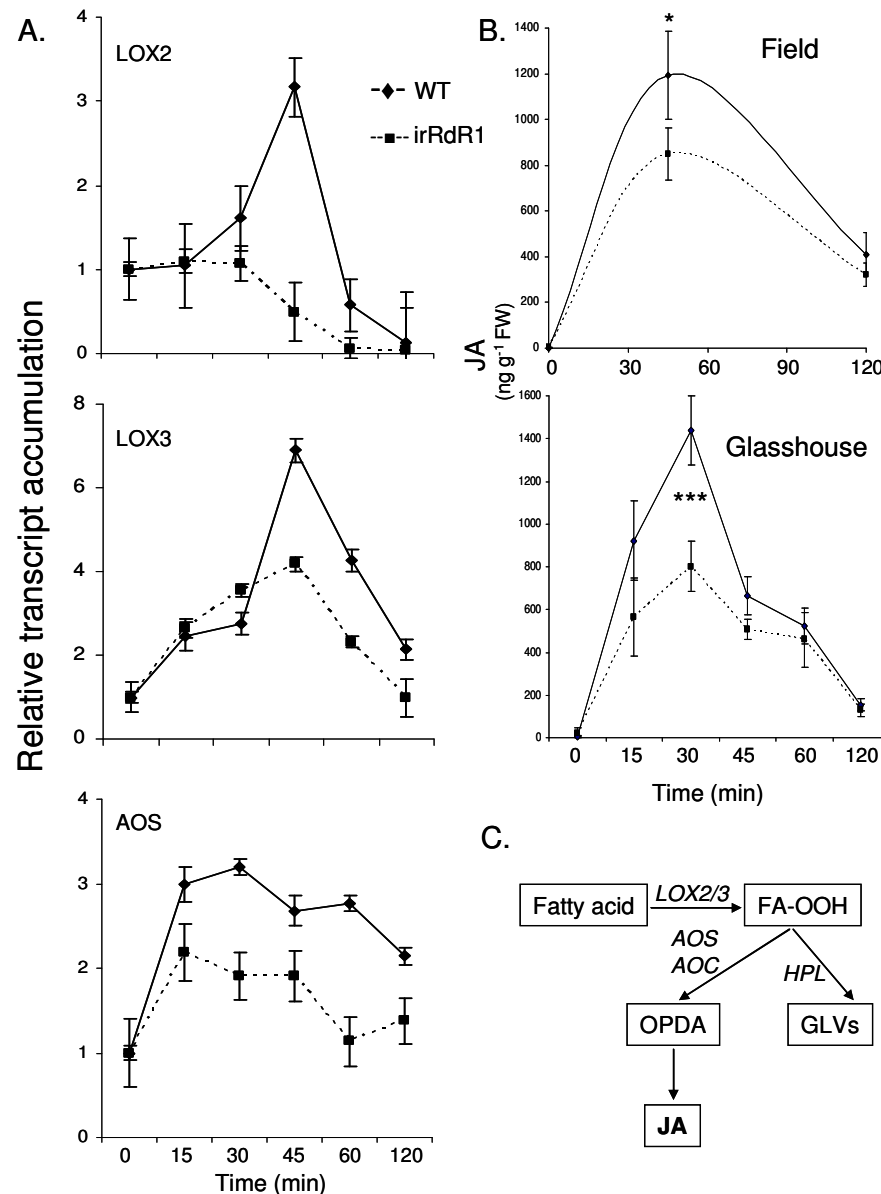 A.
Relative transcript accumulation
4
3
2
1
0
LOX2
WT
irRdR1
8
6
4
2
0
LOX3
4
3
2
1
0
AOS
0 15 30 45 60 120
Time (min)
B.
JA
(ng g-1 FW)
1400
1200
1000
800
600
400
200
0
*
Field
0 30 60 90 120
1600
1400
1200
1000
800
600
400
200
0
Glasshouse
***
0 15 30 45 60 120
Time (min)
C.
Fatty acid LOX2/3 FA-OOH
AOS
AOC HPL
OPDA GLVs
JA